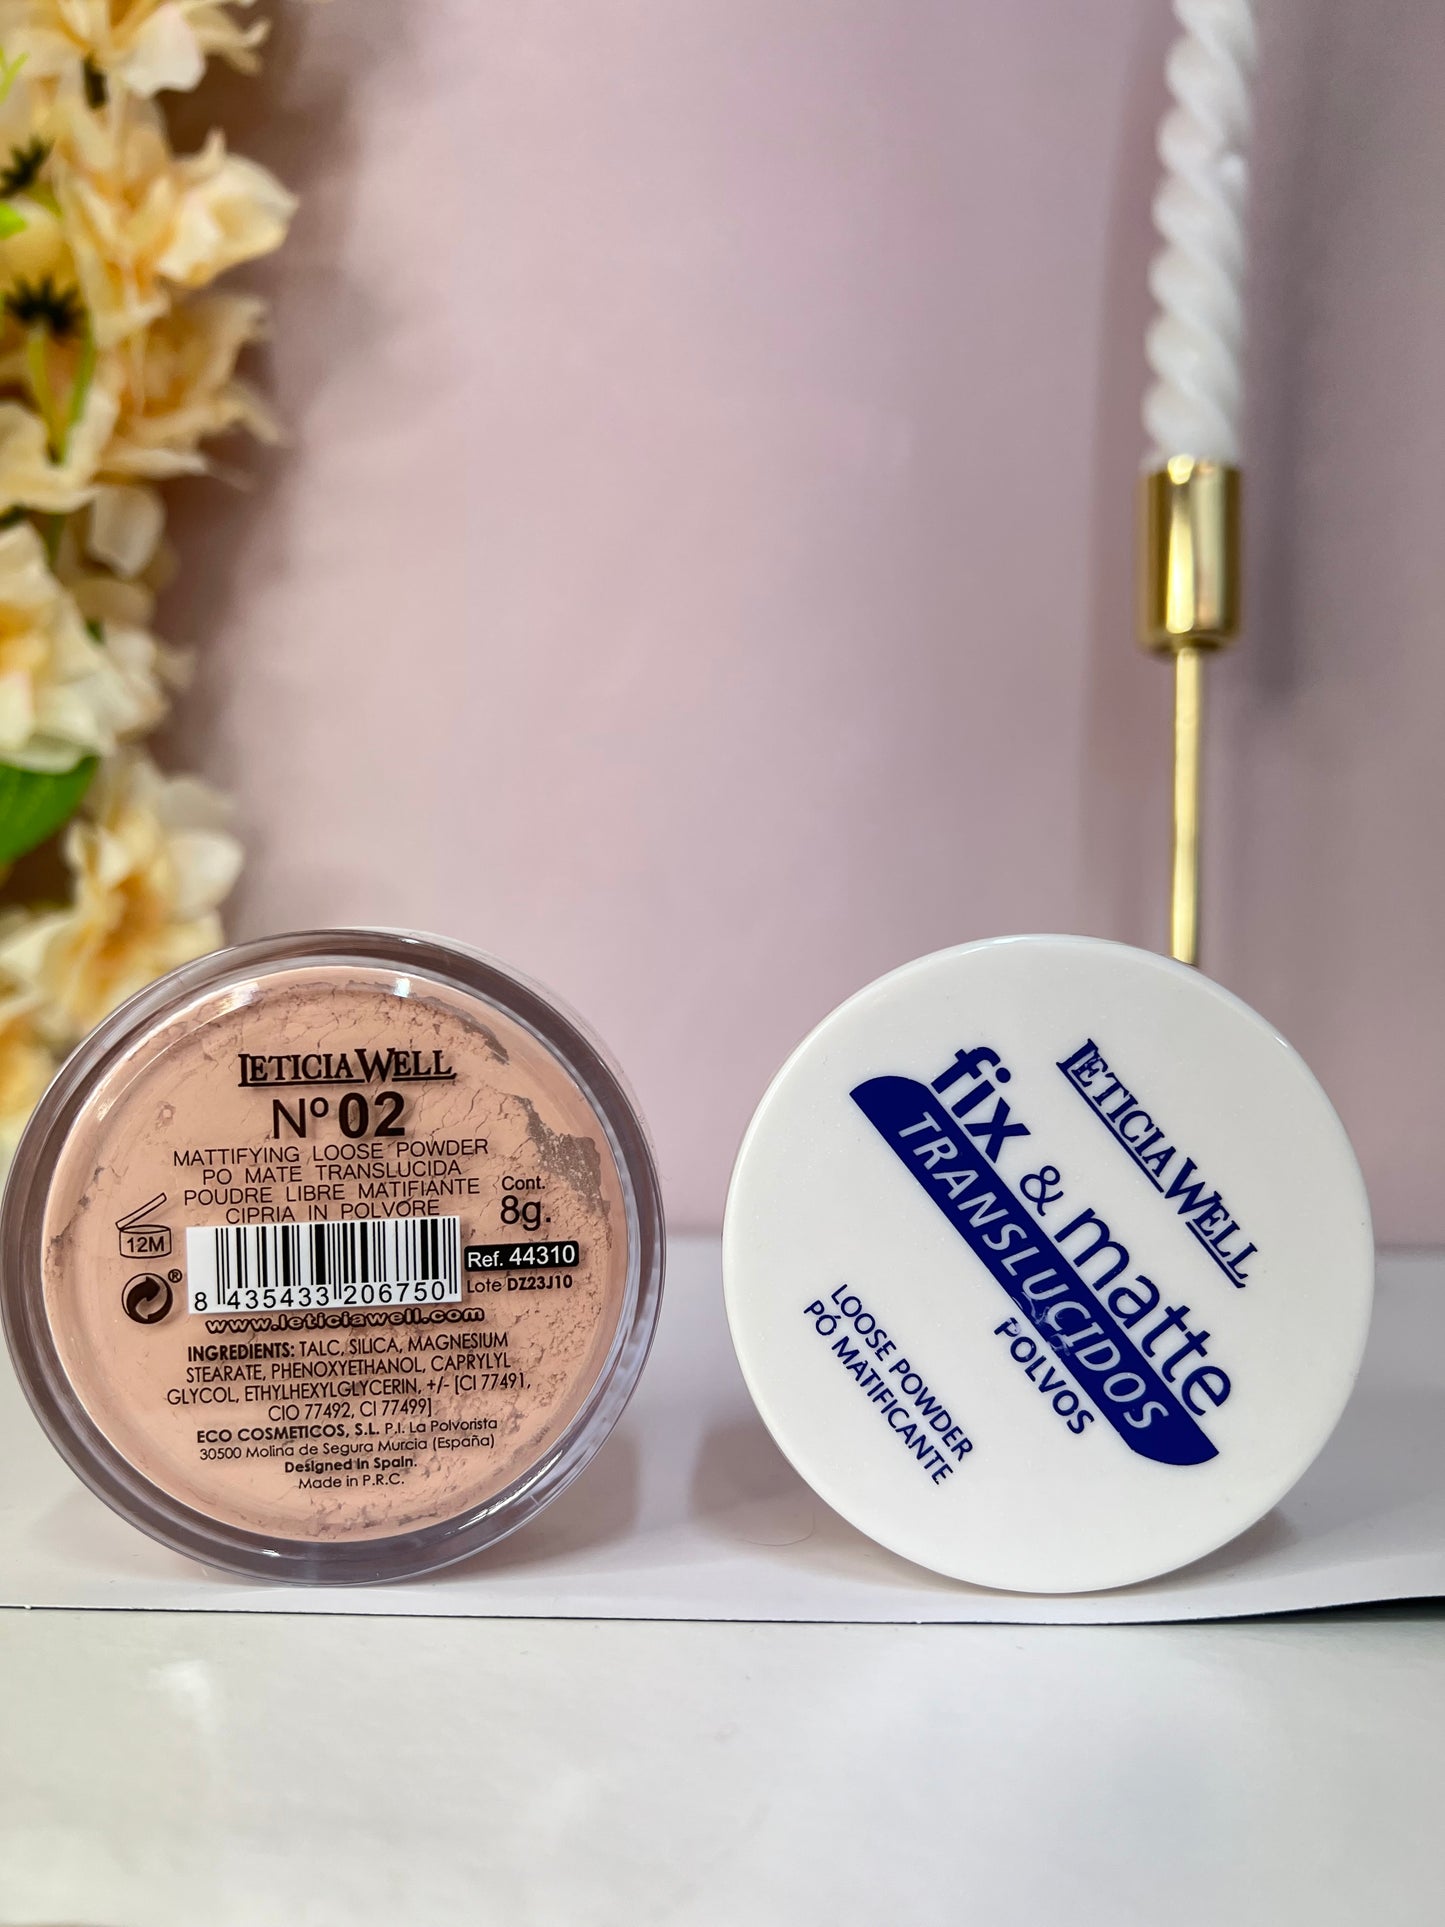 LETICIA WELL
Nº 02
MATTIFYING LOOSE POWDER
PO MATE TRANSLUCIDA
POUDRE LIBRE MATIFIANTE
CIPRIA IN POLVORE
Cont.
8g.
12M
Ref. 44310
Lote DZ23J10
8 435433 206750
®
www.leticiawell.com
INGREDIENTS: TALC, SILICA, MAGNESIUM
STEARATE, PHENOXYETHANOL, CAPRYLYL
GLYCOL, ETHYLHEXYLGLYCERIN, +/- [CI 77491,
CIO 77492, CI 77499]
ECO COSMETICOS, S.L. P.I. La Polvorista
30500 Molina de Segura Murcia (España)
Designed in Spain.
Made in P.R.C.
LETICIA WELL
fix & matte
TRANSLUCIDOS
POLVOS
LOOSE POWDER
PÓ MATIFICANTE